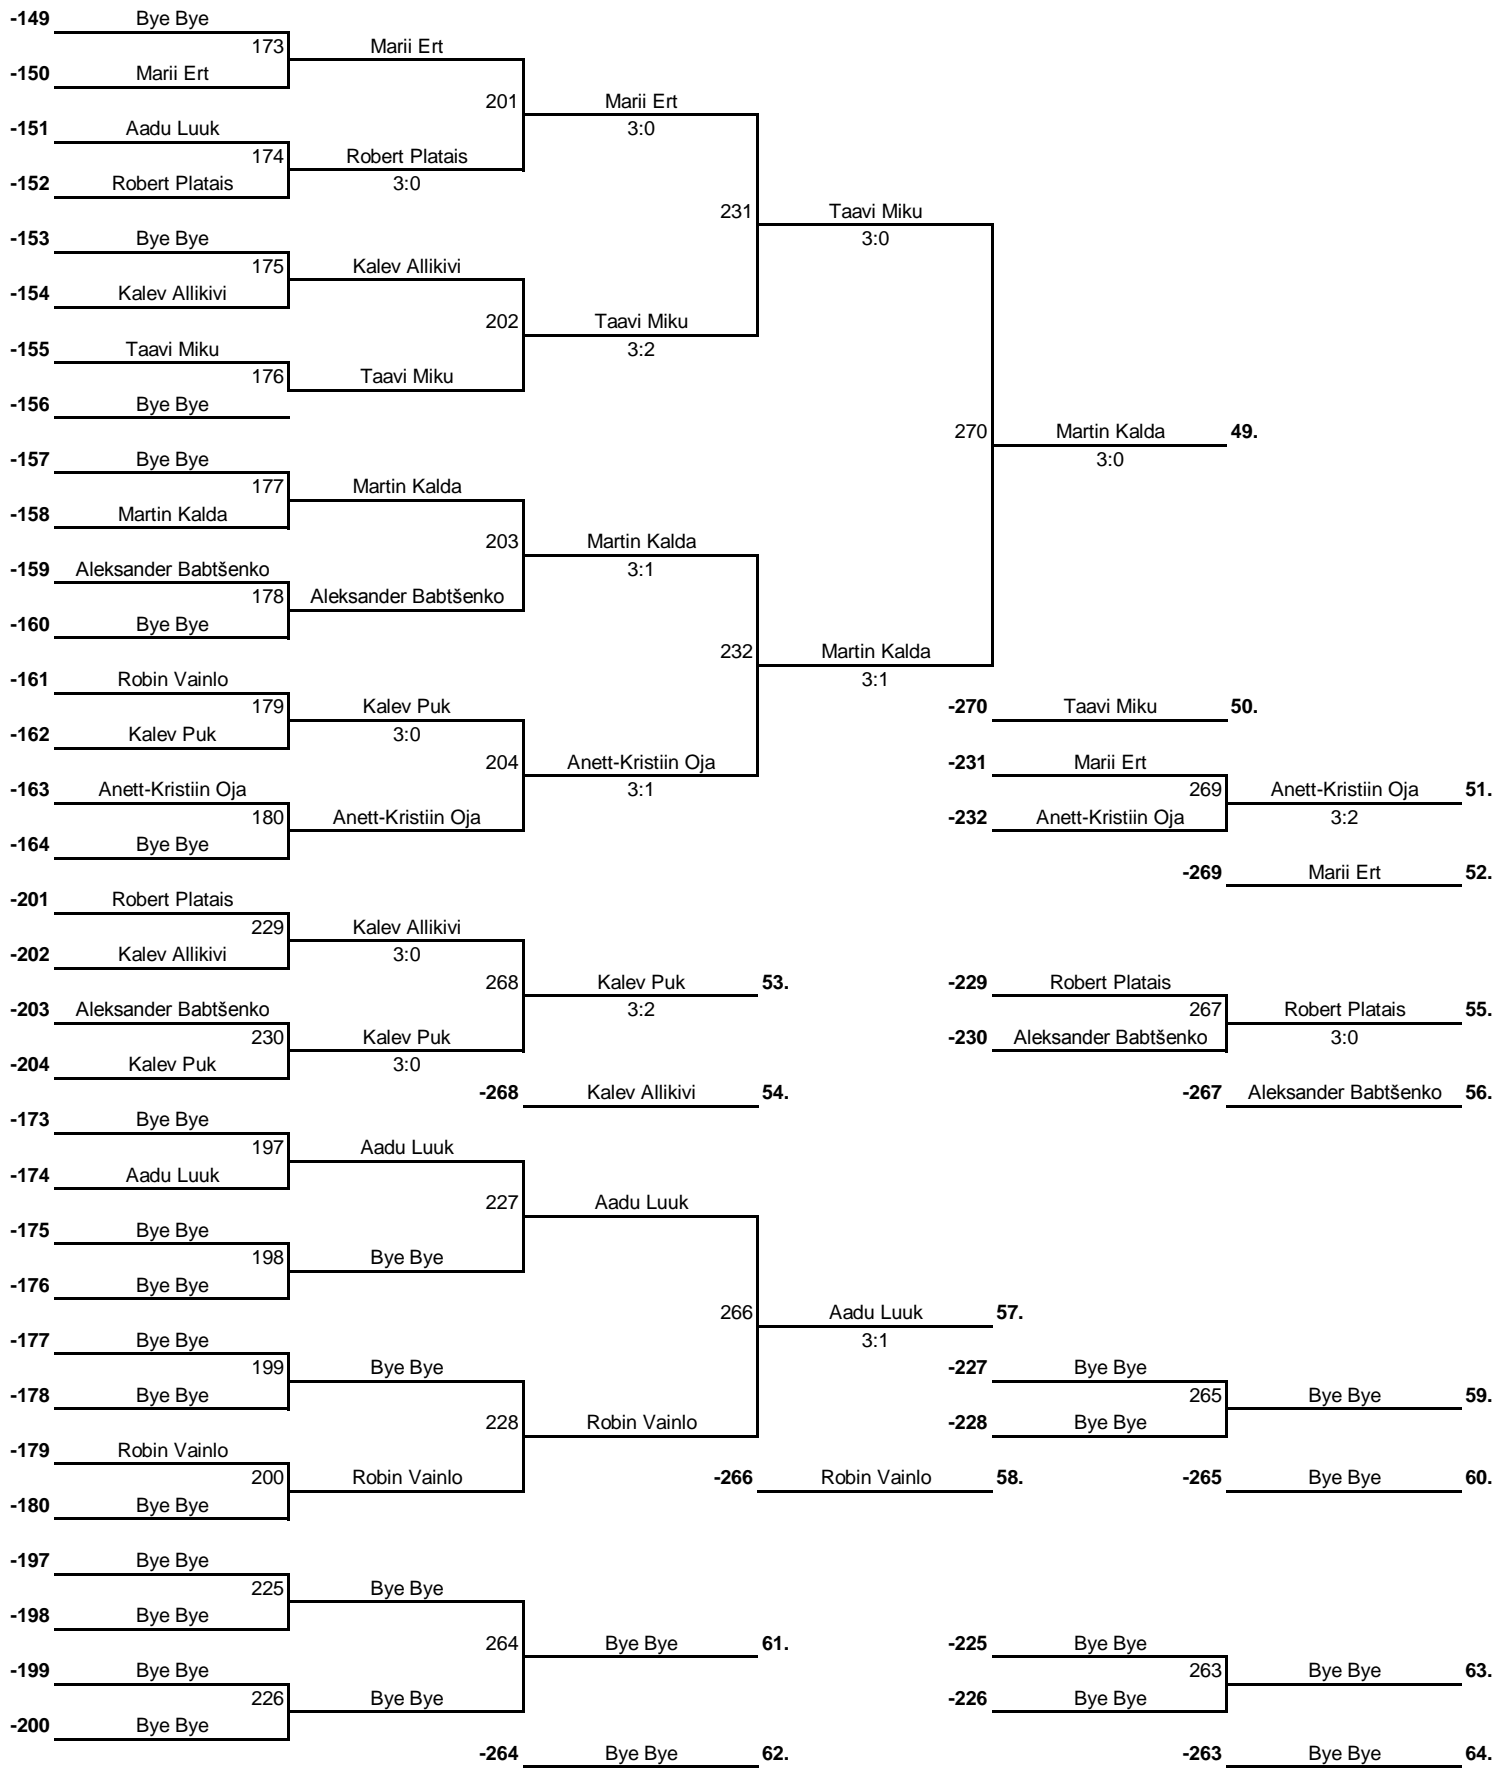 -149 Bye Bye
173 Marii Ert
-150 Marii Ert
201 Marii Ert
-151 Aadu Luuk 3:0
174 Robert Platais
-152 Robert Platais 3:0
231 Taavi Miku
-153 Bye Bye 3:0
175 Kalev Allikivi
-154 Kalev Allikivi
202 Taavi Miku
-155 Taavi Miku 3:2
176 Taavi Miku
-156 Bye Bye
270 Martin Kalda 49.
-157 Bye Bye 3:0
177 Martin Kalda
-158 Martin Kalda
203 Martin Kalda
-159 Aleksander Babtšenko 3:1
178 Aleksander Babtšenko
-160 Bye Bye
232 Martin Kalda
-161 Robin Vainlo 3:1
179 Kalev Puk -270 Taavi Miku 50.
-162 Kalev Puk 3:0
204 Anett-Kristiin Oja -231 Marii Ert
-163 Anett-Kristiin Oja 3:1 269 Anett-Kristiin Oja 51.
180 Anett-Kristiin Oja -232 Anett-Kristiin Oja 3:2
-164 Bye Bye
-269 Marii Ert 52.
-201 Robert Platais
229 Kalev Allikivi
-202 Kalev Allikivi 3:0
268 Kalev Puk 53. -229 Robert Platais
-203 Aleksander Babtšenko 3:2 267 Robert Platais 55.
230 Kalev Puk -230 Aleksander Babtšenko 3:0
-204 Kalev Puk 3:0
-268 Kalev Allikivi 54. -267 Aleksander Babtšenko 56.
-173 Bye Bye
197 Aadu Luuk
-174 Aadu Luuk
227 Aadu Luuk
-175 Bye Bye
198 Bye Bye
-176 Bye Bye
266 Aadu Luuk 57.
-177 Bye Bye 3:1
199 Bye Bye -227 Bye Bye
-178 Bye Bye 265 Bye Bye 59.
228 Robin Vainlo -228 Bye Bye
-179 Robin Vainlo
200 Robin Vainlo -266 Robin Vainlo 58. -265 Bye Bye 60.
-180 Bye Bye
-197 Bye Bye
225 Bye Bye
-198 Bye Bye
264 Bye Bye 61. -225 Bye Bye
-199 Bye Bye 263 Bye Bye 63.
226 Bye Bye -226 Bye Bye
-200 Bye Bye
-264 Bye Bye 62. -263 Bye Bye 64.